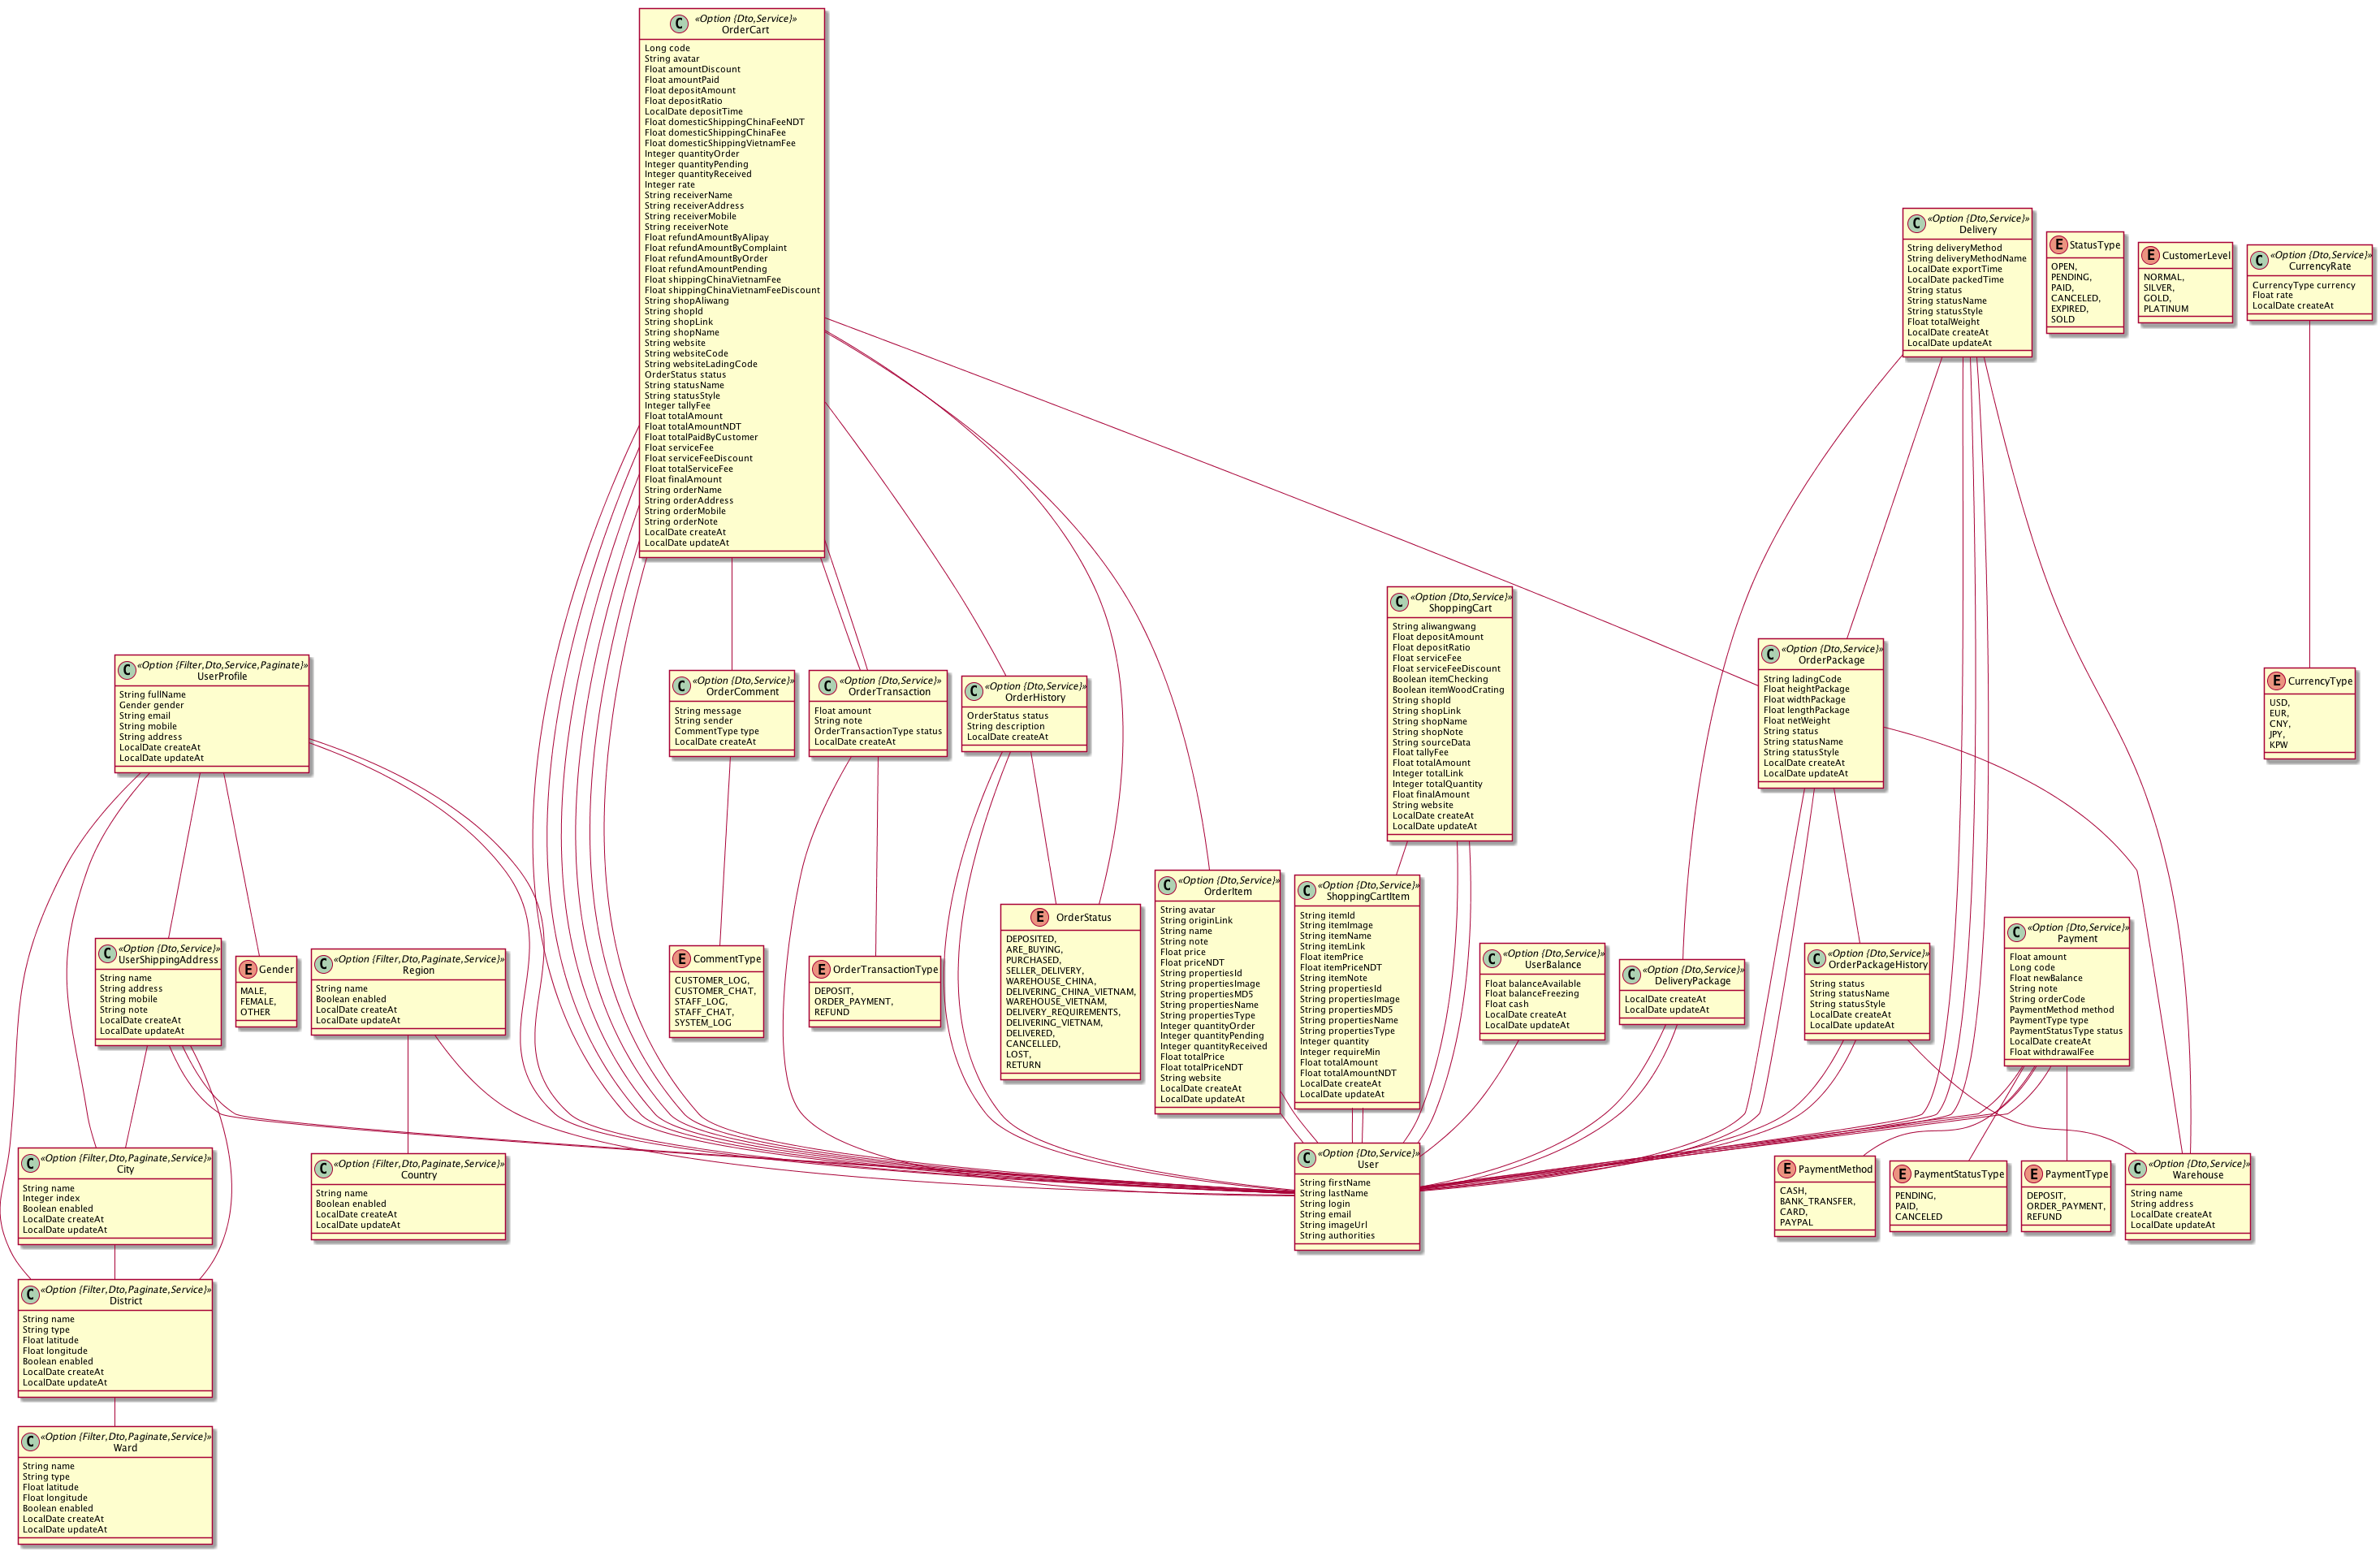 «Option {Dto,Service}»
OrderCart
Long code
String avatar
Float amountDiscount
Float amountPaid
Float depositAmount
Float depositRatio
LocalDate depositTime
Float domesticShippingChinaFeeNDT
Float domesticShippingChinaFee
Float domesticShippingVietnamFee
Integer quantityOrder
Integer quantityPending
Integer quantityReceived
Integer rate
String receiverName
String receiverAddress
String receiverMobile
String receiverNote
Float refundAmountByAlipay
Float refundAmountByComplaint
Float refundAmountByOrder
Float refundAmountPending
Float shippingChinaVietnamFee
Float shippingChinaVietnamFeeDiscount
String shopAliwang
String shopId
String shopLink
String shopName
String website
String websiteCode
String websiteLadingCode
OrderStatus status
String statusName
String statusStyle
Integer tallyFee
Float totalAmount
Float totalAmountNDT
Float totalPaidByCustomer
Float serviceFee
Float serviceFeeDiscount
Float totalServiceFee
Float finalAmount
String orderName
String orderAddress
String orderMobile
String orderNote
LocalDate createAt
LocalDate updateAt
«Option {Dto,Service}»
Delivery
String deliveryMethod
String deliveryMethodName
LocalDate exportTime
LocalDate packedTime
String status
String statusName
String statusStyle
Float totalWeight
LocalDate createAt
LocalDate updateAt
StatusType
OPEN,
PENDING,
PAID,
CANCELED,
EXPIRED,
SOLD
CustomerLevel
NORMAL,
SILVER,
GOLD,
PLATINUM
«Option {Dto,Service}»
CurrencyRate
CurrencyType currency
Float rate
LocalDate createAt
«Option {Dto,Service}»
ShoppingCart
String aliwangwang
Float depositAmount
Float depositRatio
Float serviceFee
Float serviceFeeDiscount
Boolean itemChecking
Boolean itemWoodCrating
String shopId
String shopLink
String shopName
String shopNote
String sourceData
Float tallyFee
Float totalAmount
Integer totalLink
Integer totalQuantity
Float finalAmount
String website
LocalDate createAt
LocalDate updateAt
«Option {Filter,Dto,Service,Paginate}»
UserProfile
String fullName
Gender gender
String email
String mobile
String address
LocalDate createAt
LocalDate updateAt
«Option {Dto,Service}»
OrderComment
String message
String sender
CommentType type
LocalDate createAt
«Option {Dto,Service}»
OrderTransaction
Float amount
String note
OrderTransactionType status
LocalDate createAt
«Option {Dto,Service}»
OrderHistory
OrderStatus status
String description
LocalDate createAt
«Option {Dto,Service}»
OrderPackage
String ladingCode
Float heightPackage
Float widthPackage
Float lengthPackage
Float netWeight
String status
String statusName
String statusStyle
LocalDate createAt
LocalDate updateAt
CurrencyType
USD,
EUR,
CNY,
JPY,
KPW
«Option {Dto,Service}»
UserShippingAddress
String name
String address
String mobile
String note
LocalDate createAt
LocalDate updateAt
Gender
MALE,
FEMALE,
OTHER
«Option {Filter,Dto,Paginate,Service}»
Region
String name
Boolean enabled
LocalDate createAt
LocalDate updateAt
CommentType
CUSTOMER_LOG,
CUSTOMER_CHAT,
STAFF_LOG,
STAFF_CHAT,
SYSTEM_LOG
OrderTransactionType
DEPOSIT,
ORDER_PAYMENT,
REFUND
OrderStatus
DEPOSITED,
ARE_BUYING,
PURCHASED,
SELLER_DELIVERY,
WAREHOUSE_CHINA,
DELIVERING_CHINA_VIETNAM,
WAREHOUSE_VIETNAM,
DELIVERY_REQUIREMENTS,
DELIVERING_VIETNAM,
DELIVERED,
CANCELLED,
LOST,
RETURN
«Option {Dto,Service}»
OrderItem
String avatar
String originLink
String name
String note
Float price
Float priceNDT
String propertiesId
String propertiesImage
String propertiesMD5
String propertiesName
String propertiesType
Integer quantityOrder
Integer quantityPending
Integer quantityReceived
Float totalPrice
Float totalPriceNDT
String website
LocalDate createAt
LocalDate updateAt
«Option {Dto,Service}»
ShoppingCartItem
String itemId
String itemImage
String itemName
String itemLink
Float itemPrice
Float itemPriceNDT
String itemNote
String propertiesId
String propertiesImage
String propertiesMD5
String propertiesName
String propertiesType
Integer quantity
Integer requireMin
Float totalAmount
Float totalAmountNDT
LocalDate createAt
LocalDate updateAt
«Option {Dto,Service}»
UserBalance
Float balanceAvailable
Float balanceFreezing
Float cash
LocalDate createAt
LocalDate updateAt
«Option {Dto,Service}»
DeliveryPackage
LocalDate createAt
LocalDate updateAt
«Option {Dto,Service}»
OrderPackageHistory
String status
String statusName
String statusStyle
LocalDate createAt
LocalDate updateAt
«Option {Dto,Service}»
Payment
Float amount
Long code
Float newBalance
String note
String orderCode
PaymentMethod method
PaymentType type
PaymentStatusType status
LocalDate createAt
Float withdrawalFee
«Option {Filter,Dto,Paginate,Service}»
City
String name
Integer index
Boolean enabled
LocalDate createAt
LocalDate updateAt
«Option {Filter,Dto,Paginate,Service}»
Country
String name
Boolean enabled
LocalDate createAt
LocalDate updateAt
«Option {Dto,Service}»
User
String firstName
String lastName
String login
String email
String imageUrl
String authorities
PaymentMethod
CASH,
BANK_TRANSFER,
CARD,
PAYPAL
PaymentStatusType
PENDING,
PAID,
CANCELED
PaymentType
DEPOSIT,
ORDER_PAYMENT,
REFUND
«Option {Dto,Service}»
Warehouse
String name
String address
LocalDate createAt
LocalDate updateAt
«Option {Filter,Dto,Paginate,Service}»
District
String name
String type
Float latitude
Float longitude
Boolean enabled
LocalDate createAt
LocalDate updateAt
«Option {Filter,Dto,Paginate,Service}»
Ward
String name
String type
Float latitude
Float longitude
Boolean enabled
LocalDate createAt
LocalDate updateAt